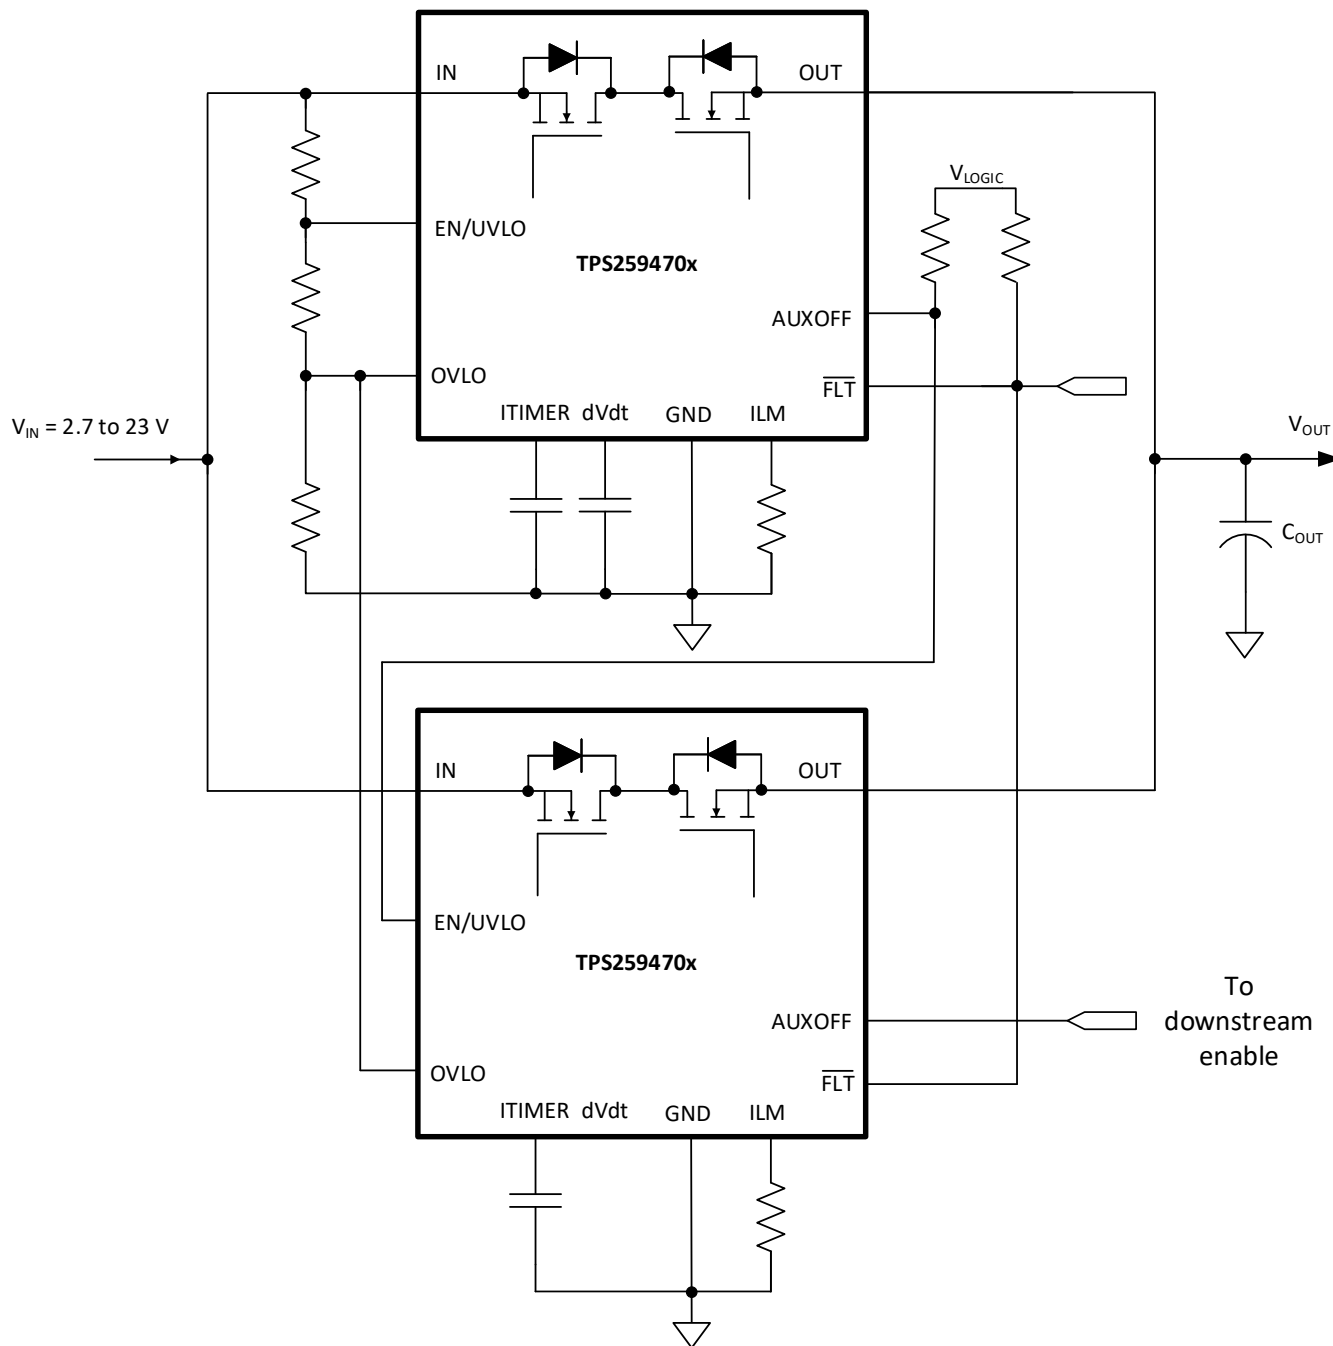 IN
OUT
V_LOGIC
EN/UVLO
TPS259470x
AUXOFF
OVLO
FLT
ITIMER dVdt GND ILM
V_IN = 2.7 to 23 V
V_OUT
C_OUT
IN
OUT
EN/UVLO
TPS259470x
To
downstream
enable
AUXOFF
OVLO
FLT
ITIMER dVdt GND ILM